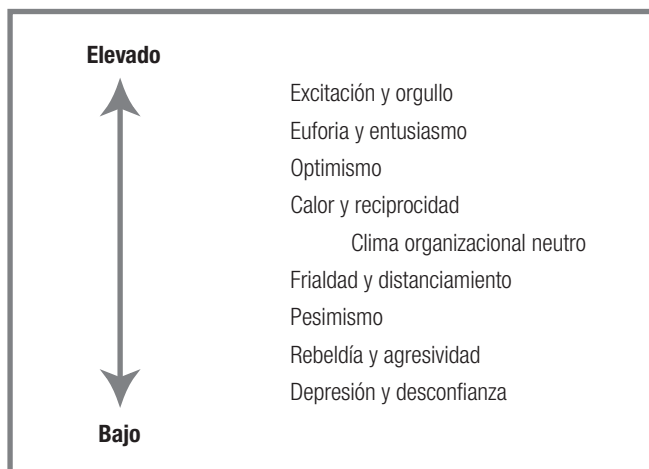 Elevado
Excitación y orgullo
Euforia y entusiasmo
Optimismo
Calor y reciprocidad
Clima organizacional neutro
Frialdad y distanciamiento
Pesimismo
Rebeldía y agresividad
Depresión y desconfianza
Bajo